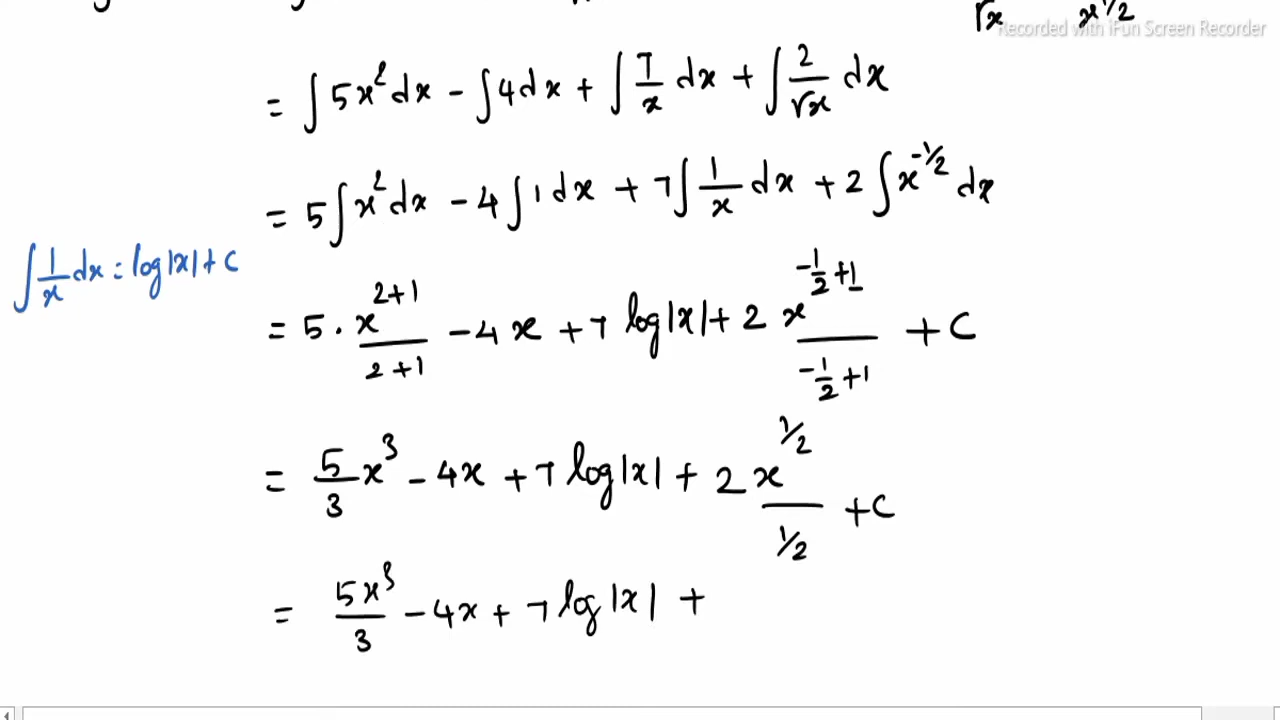 √x x^1/2
Recorded with iFun Screen Recorder
= ∫5x² dx - ∫4 dx + ∫ 7/x dx + ∫ 2/√x dx
= 5∫x² dx - 4∫1 dx + 7∫ 1/x dx + 2∫x^(-1/2) dx
∫ 1/x dx = log|x| + C
= 5 · x^(2+1)/(2+1) - 4x + 7 log|x| + 2 x^(-1/2+1)/(-1/2+1) + C
= 5/3 x³ - 4x + 7 log|x| + 2 x^(1/2)/(1/2) + C
= 5x³/3 - 4x + 7 log|x| +